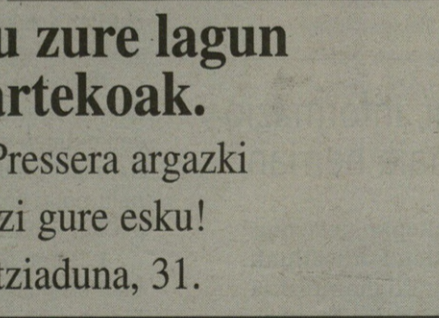 u zure lagun
artekoak.
Pressera argazki
zi gure esku!
tziaduna, 31.